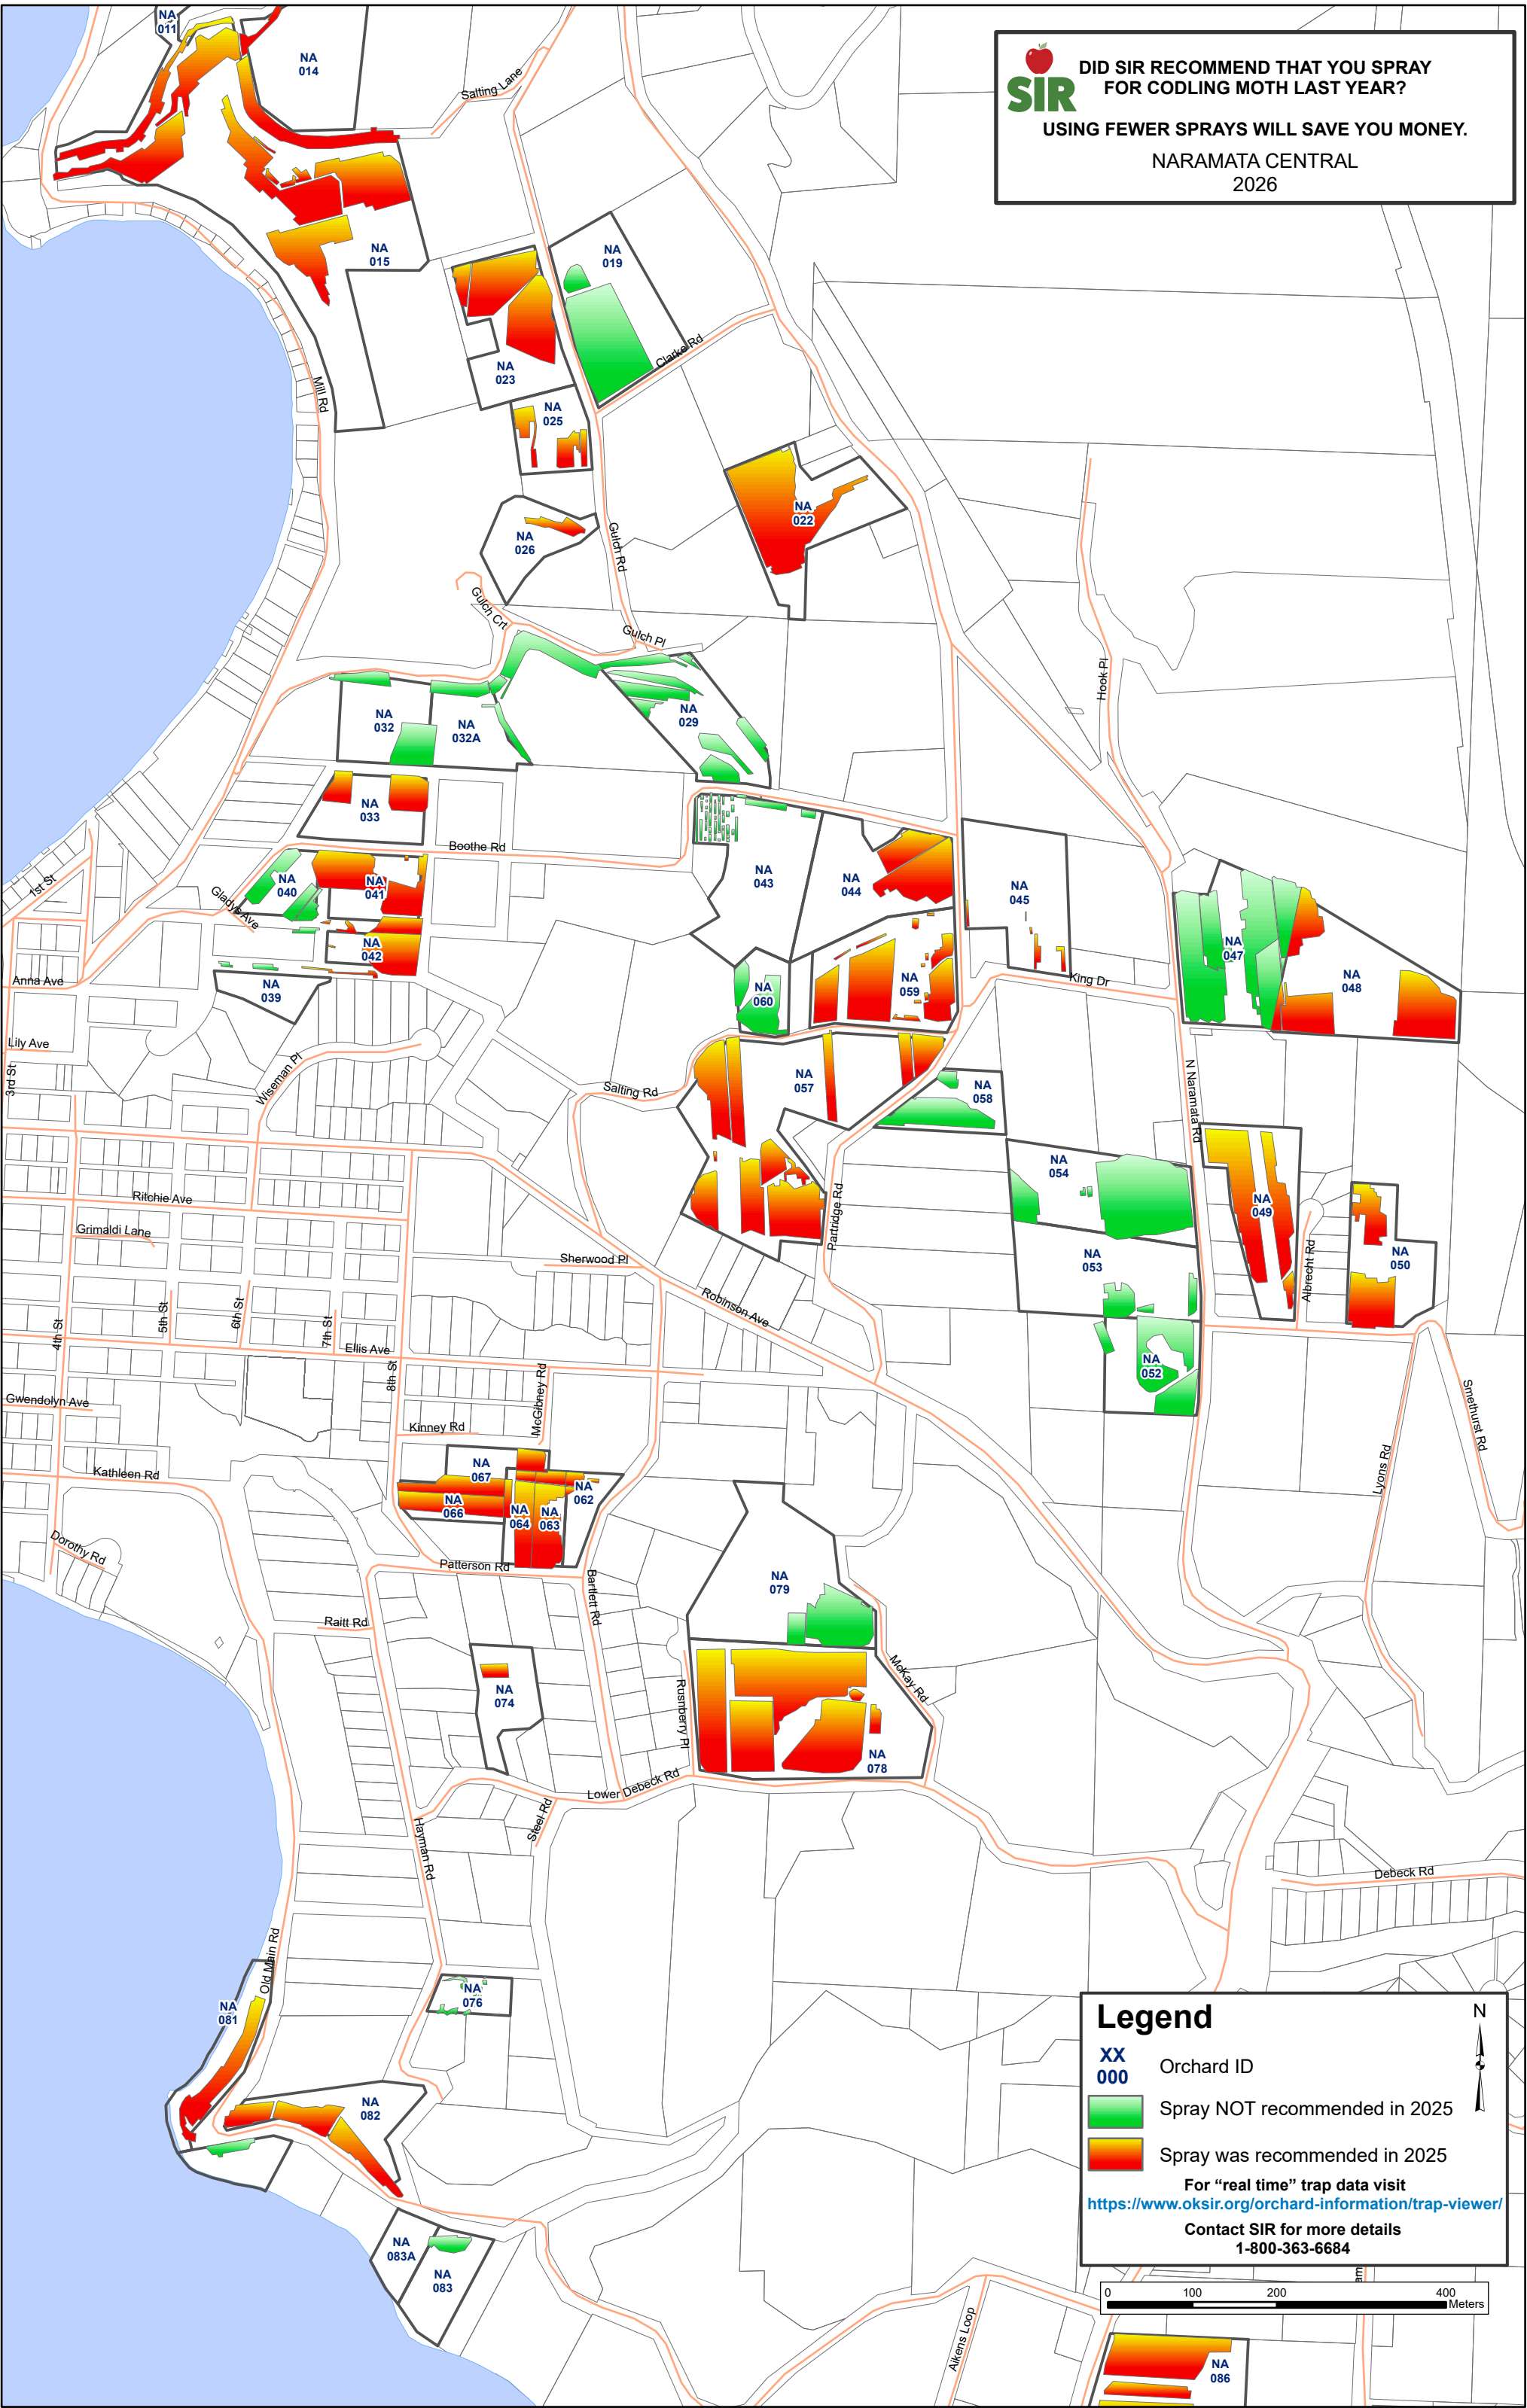 SIR
DID SIR RECOMMEND THAT YOU SPRAY
FOR CODLING MOTH LAST YEAR?
USING FEWER SPRAYS WILL SAVE YOU MONEY.
NARAMATA CENTRAL
2026
NA
011
NA
014
Salting Lane
NA
015
NA
019
NA
023
Clarke Rd
Mill Rd
NA
025
NA
022
NA
026
Gulch Rd
Gulch Crt
Gulch Pl
Hook Pl
NA
032
NA
032A
NA
029
NA
033
Boothe Rd
NA
043
NA
044
NA
045
1st St
NA
040
NA
041
Gladys Ave
NA
042
NA
047
NA
048
Anna Ave
NA
039
NA
060
NA
059
King Dr
Lily Ave
3rd St
Wiseman Pl
Salting Rd
NA
057
NA
058
N Naramata Rd
NA
054
Ritchie Ave
Grimaldi Lane
Partridge Rd
NA
049
NA
050
Albrecht Rd
Sherwood Pl
NA
053
Robinson Ave
4th St
5th St
6th St
7th St
Ellis Ave
8th St
NA
052
Gwendolyn Ave
McGibney Rd
Kinney Rd
Smethurst Rd
Lyons Rd
Kathleen Rd
NA
067
NA
066
NA
064
NA
063
NA
062
Dorothy Rd
Patterson Rd
Bartlett Rd
NA
079
Raitt Rd
NA
074
Rusnberry Pl
McKay Rd
NA
078
Lower Debeck Rd
Steel Rd
Hayman Rd
Debeck Rd
Old Main Rd
NA
076
NA
081
NA
082
NA
083A
NA
083
Aikens Loop
NA
086
Legend
N
XX
000
Orchard ID
Spray NOT recommended in 2025
Spray was recommended in 2025
For “real time” trap data visit
https://www.oksir.org/orchard-information/trap-viewer/
Contact SIR for more details
1-800-363-6684
0 100 200 400
Meters